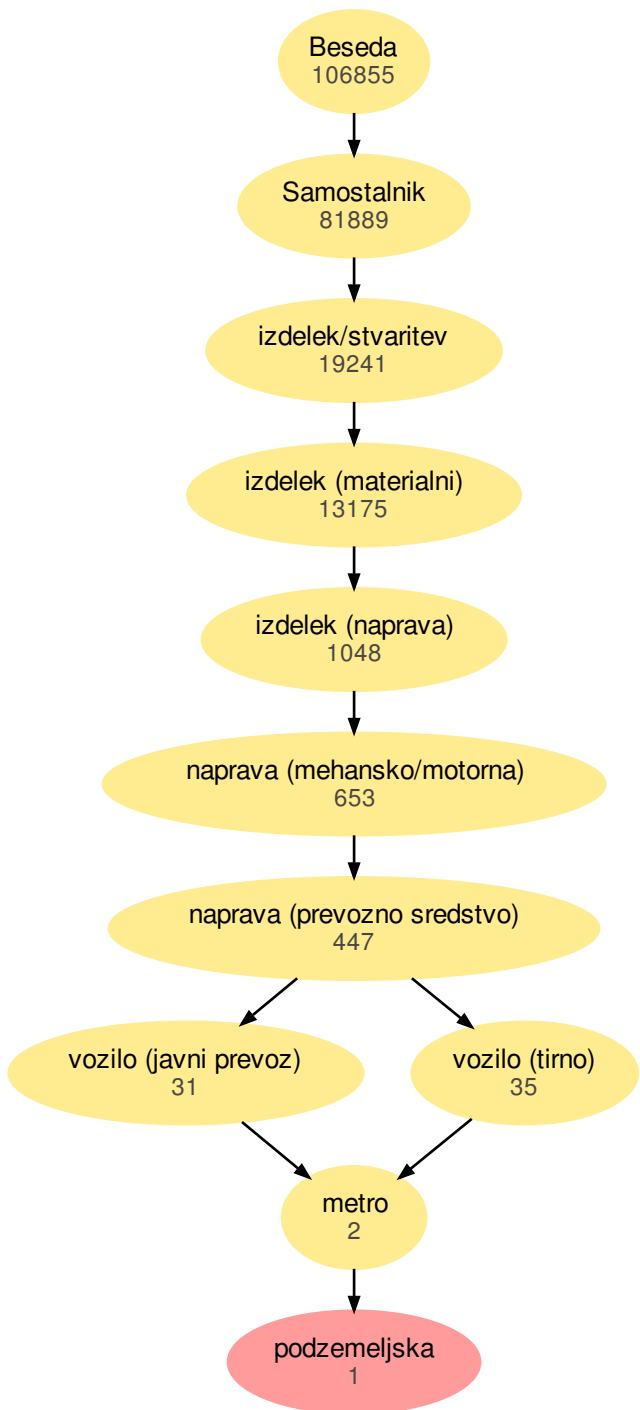 Beseda
106855
Samostalnik
81889
izdelek/stvaritev
19241
izdelek (materialni)
13175
izdelek (naprava)
1048
naprava (mehansko/motorna)
653
naprava (prevozno sredstvo)
447
vozilo (javni prevoz)
31
vozilo (tirno)
35
metro
2
podzemeljska
1